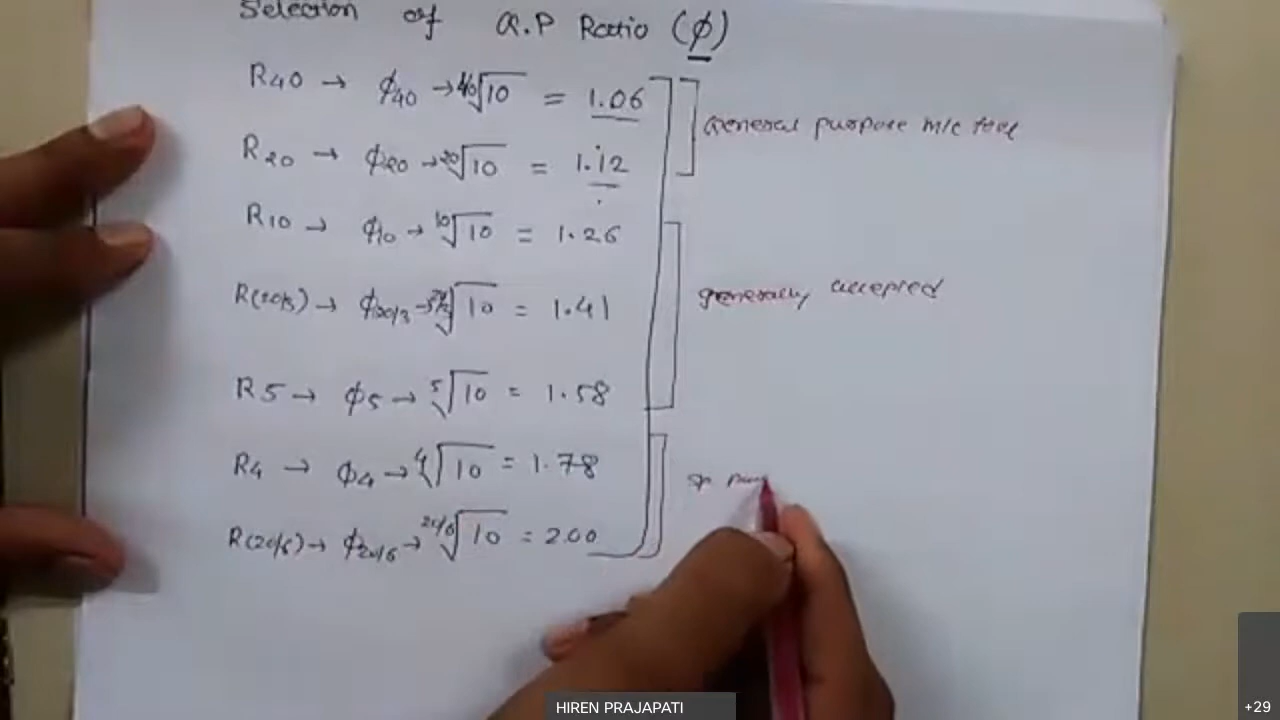 Selection of G.P Ratio (ϕ)
R40 → ϕ40 → ⁴⁰√10 = 1.06
general purpose m/c tool
R20 → ϕ20 → ²⁰√10 = 1.12
R10 → ϕ10 → ¹⁰√10 = 1.26
R(20/3) → ϕ20/3 → ²⁰/³√10 = 1.41
generally accepted
R5 → ϕ5 → ⁵√10 = 1.58
R4 → ϕ4 → ⁴√10 = 1.78
sp
R(20/6) → ϕ20/6 → ²⁰/⁶√10 = 2.00
HIREN PRAJAPATI
+29